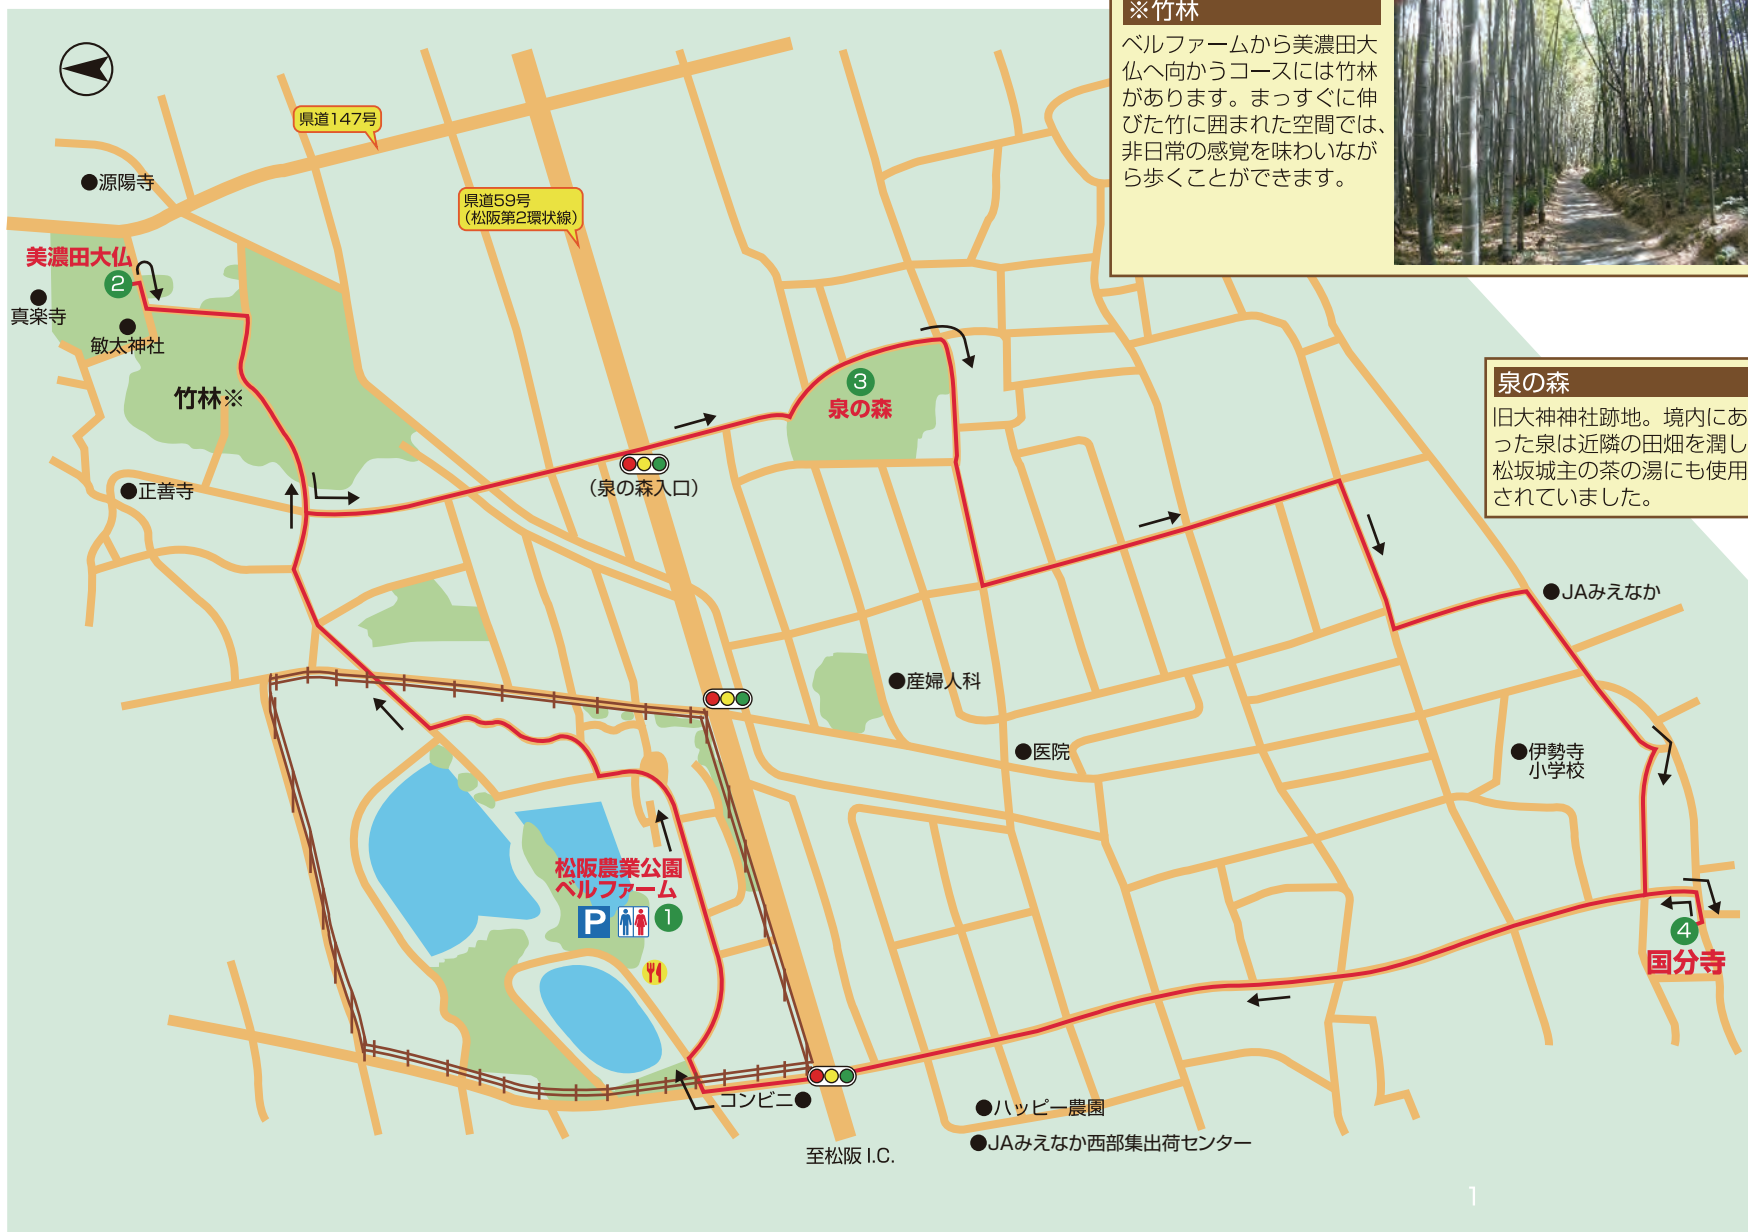 ※竹林
ベルファームから美濃田大
仏へ向かうコースには竹林
があります。まっすぐに伸
びた竹に囲まれた空間では、
非日常の感覚を味わいなが
ら歩くことができます。
県道147号
源陽寺
県道59号
(松阪第2環状線)
美濃田大仏
2
真楽寺
敏太神社
竹林※
3
泉の森
泉の森
旧大神神社跡地。境内にあ
った泉は近隣の田畑を潤し
松坂城主の茶の湯にも使用
されていました。
正善寺
(泉の森入口)
JAみえなか
産婦人科
医院
伊勢寺
小学校
松阪農業公園
ベルファーム
P
1
4
国分寺
コンビニ
ハッピー農園
JAみえなか西部集出荷センター
至松阪 I.C.
1